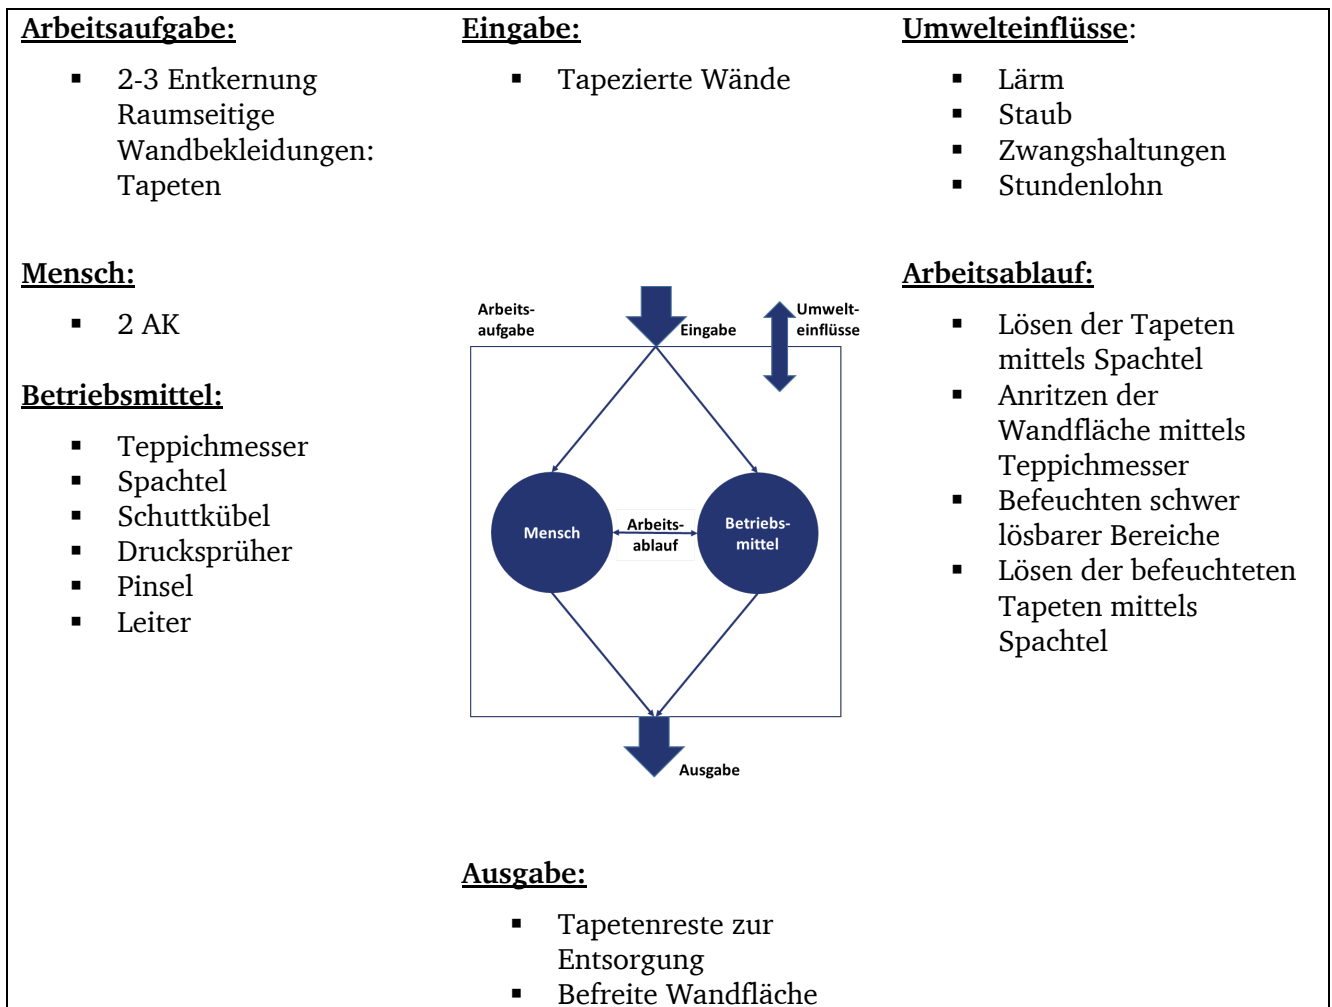 Arbeitsaufgabe:
▪ 2-3 Entkernung
Raumseitige
Wandbekleidungen:
Tapeten
Eingabe:
▪ Tapezierte Wände
Umwelteinflüsse:
▪ Lärm
▪ Staub
▪ Zwangshaltungen
▪ Stundenlohn
Mensch:
▪ 2 AK
Betriebsmittel:
▪ Teppichmesser
▪ Spachtel
▪ Schuttkübel
▪ Drucksprüher
▪ Pinsel
▪ Leiter
Arbeits-
aufgabe
Eingabe
Umwelt-
einflüsse
Mensch
Arbeits-
ablauf
Betriebs-
mittel
Ausgabe
Arbeitsablauf:
▪ Lösen der Tapeten
mittels Spachtel
▪ Anritzen der
Wandfläche mittels
Teppichmesser
▪ Befeuchten schwer
lösbarer Bereiche
▪ Lösen der befeuchteten
Tapeten mittels
Spachtel
Ausgabe:
▪ Tapetenreste zur
Entsorgung
▪ Befreite Wandfläche